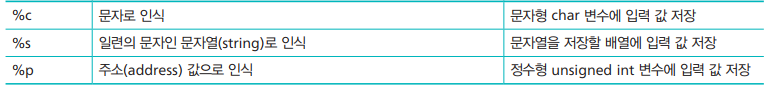 %c 문자로 인식 문자형 char 변수에 입력 값 저장
%s 일련의 문자인 문자열(string)로 인식 문자열을 저장할 배열에 입력 값 저장
%p 주소(address) 값으로 인식 정수형 unsigned int 변수에 입력 값 저장